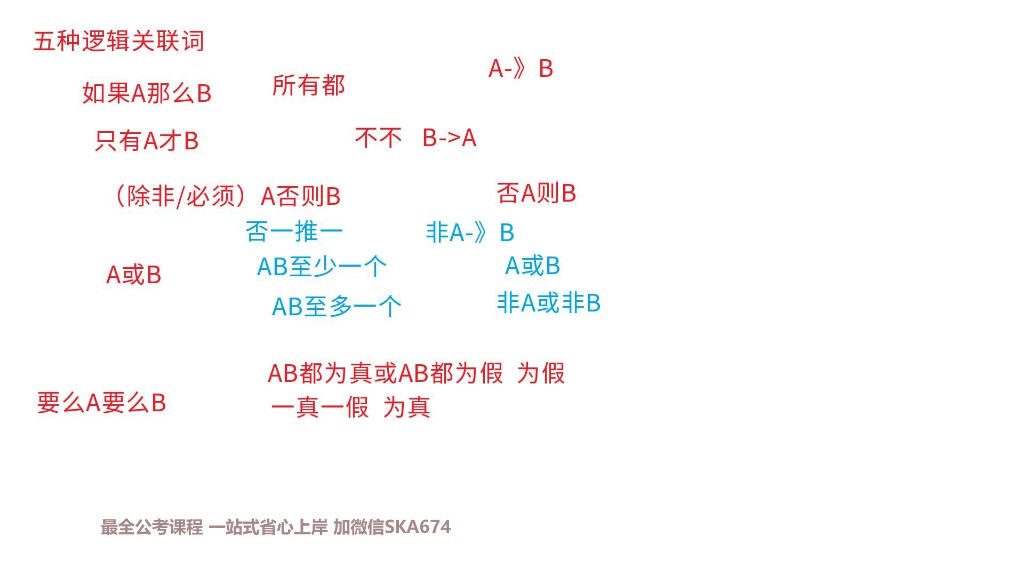 五种逻辑关联词
如果A那么B 所有都 A-》B
只有A才B 不不 B->A
（除非/必须）A否则B 否A则B
否一推一 非A-》B
A或B AB至少一个 A或B
AB至多一个 非A或非B
AB都为真或AB都为假 为假
要么A要么B 一真一假 为真
最全公考课程 一站式省心上岸 加微信SKA674